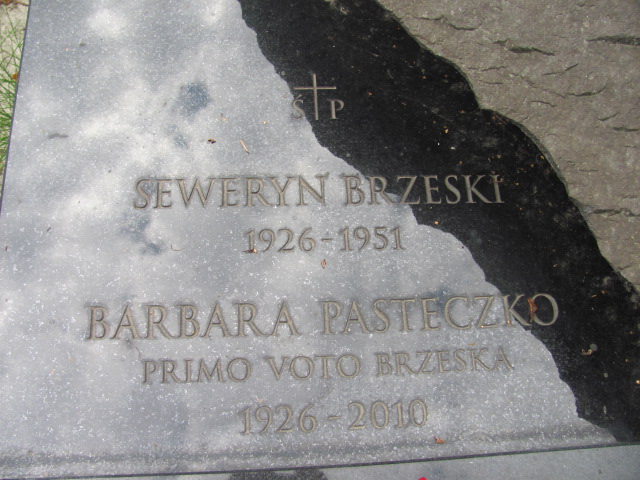 Ś P
SEWERYN BRZESKI
1926-1951
BARBARA PASTECZKO
PRIMO VOTO BRZESKA
1926-2010